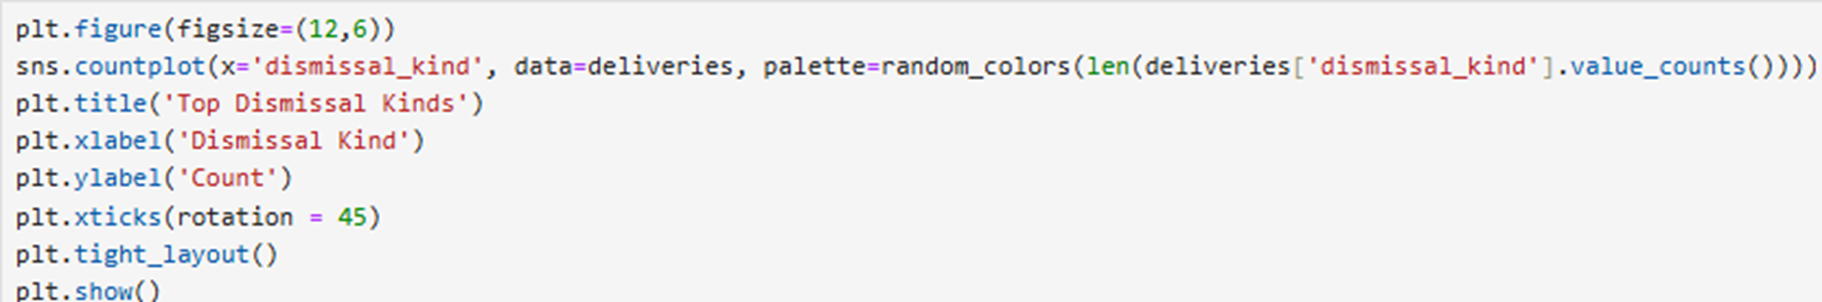 plt.figure(figsize=(12,6))
sns.countplot(x='dismissal_kind', data=deliveries, palette=random_colors(len(deliveries['dismissal_kind'].value_counts())))
plt.title('Top Dismissal Kinds')
plt.xlabel('Dismissal Kind')
plt.ylabel('Count')
plt.xticks(rotation = 45)
plt.tight_layout()
plt.show()